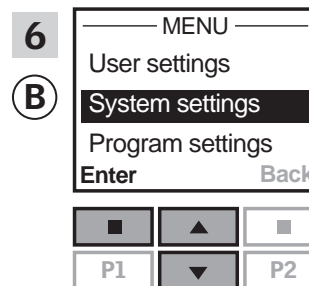 6
B
MENU
User settings
System settings
Program settings
Enter Back
P1 P2